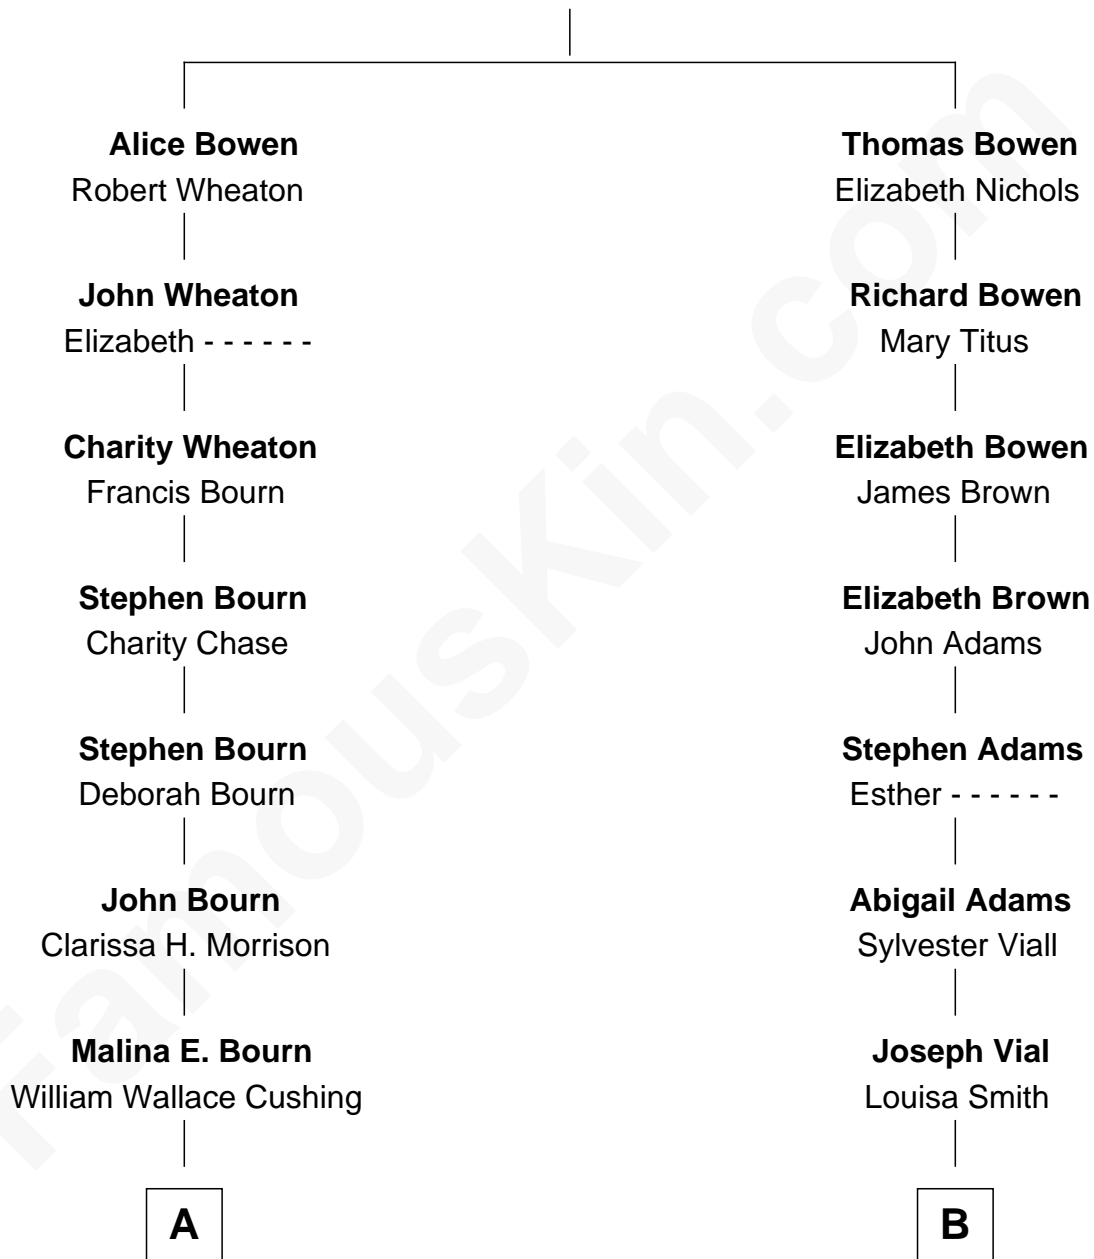 Alice Bowen
Robert Wheaton
John Wheaton
Elizabeth - - - - - -
Charity Wheaton
Francis Bourn
Stephen Bourn
Charity Chase
Stephen Bourn
Deborah Bourn
John Bourn
Clarissa H. Morrison
Malina E. Bourn
William Wallace Cushing
A
Thomas Bowen
Elizabeth Nichols
Richard Bowen
Mary Titus
Elizabeth Bowen
James Brown
Elizabeth Brown
John Adams
Stephen Adams
Esther - - - - - -
Abigail Adams
Sylvester Viall
Joseph Vial
Louisa Smith
B
FamousKin.com